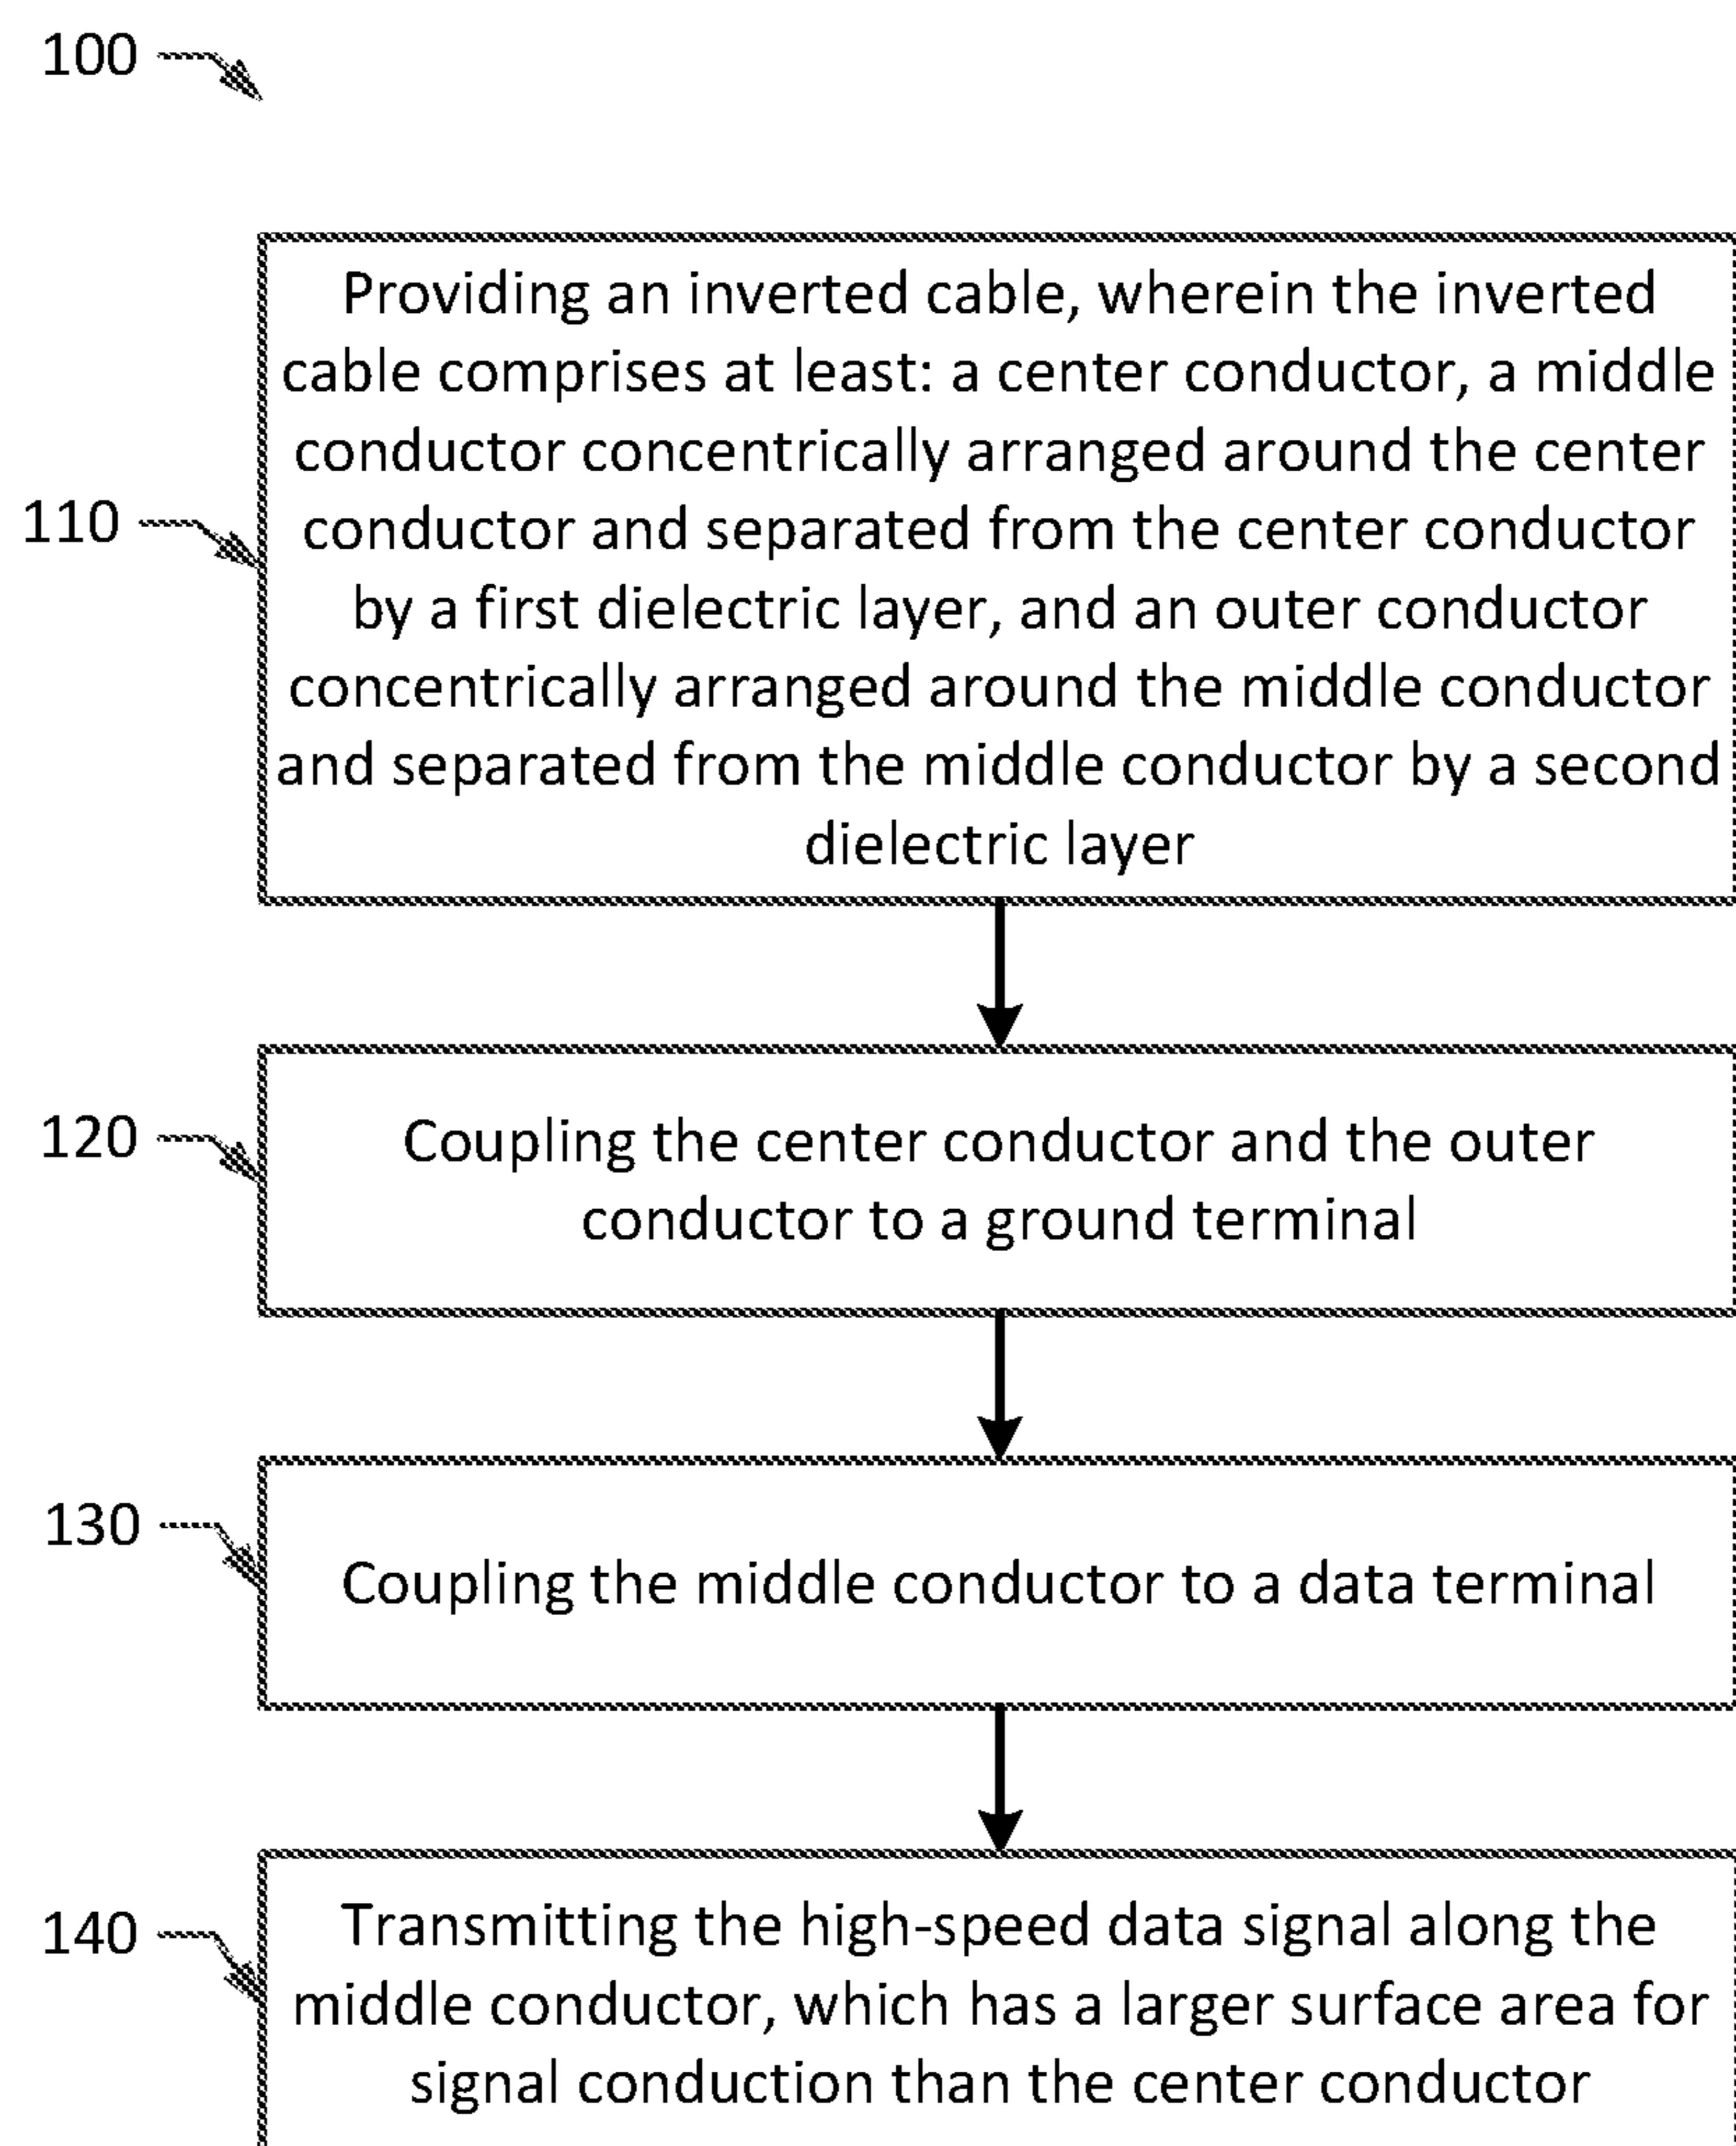 100
110
Providing an inverted cable, wherein the inverted
cable comprises at least: a center conductor, a middle
conductor concentrically arranged around the center
conductor and separated from the center conductor
by a first dielectric layer, and an outer conductor
concentrically arranged around the middle conductor
and separated from the middle conductor by a second
dielectric layer
120
Coupling the center conductor and the outer
conductor to a ground terminal
130
Coupling the middle conductor to a data terminal
140
Transmitting the high-speed data signal along the
middle conductor, which has a larger surface area for
signal conduction than the center conductor